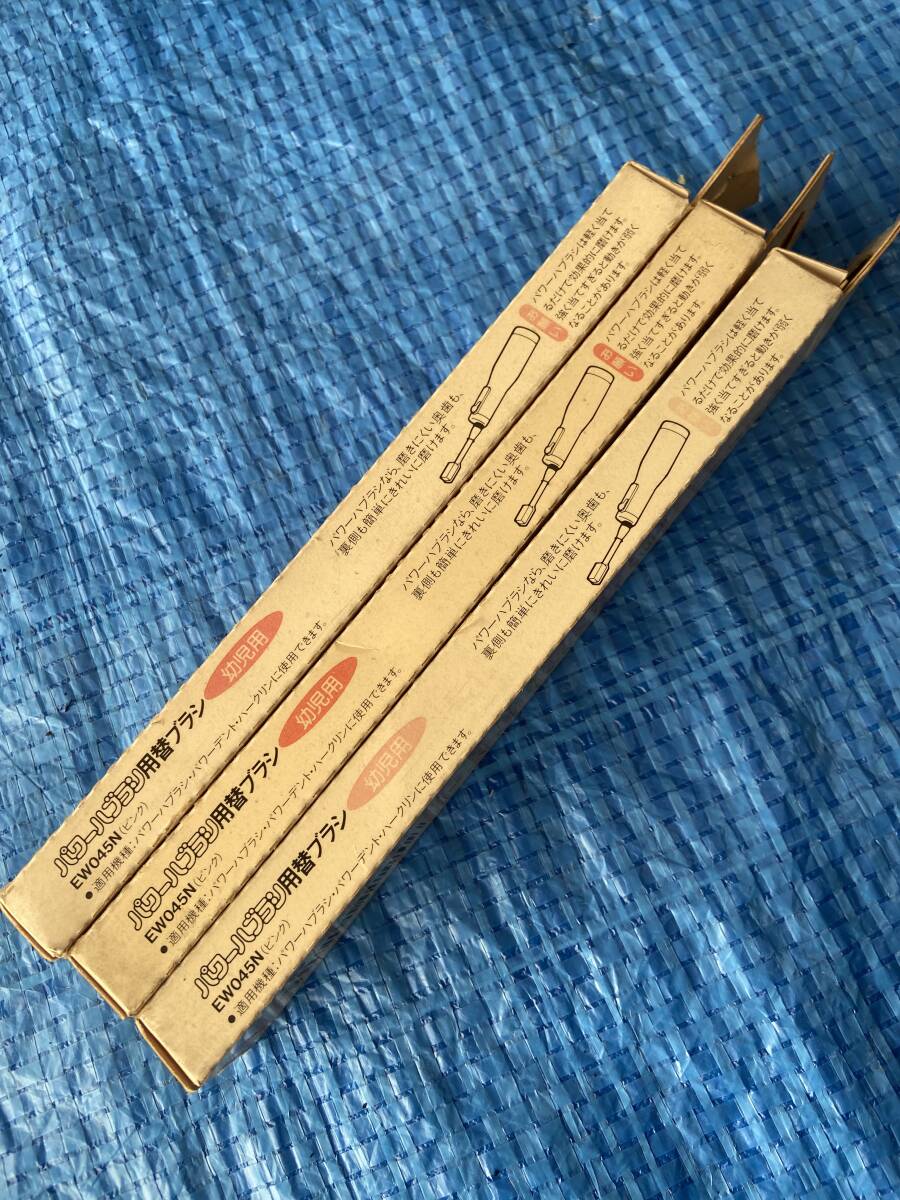 パワーハブラシ用替ブラシ 幼児用
EW045N(ピンク)
●適用機種:パワーハブラシ・パワーデント・ハークリンに使用できます。
パワーハブラシなら、磨きにくい奥歯も、
裏側も簡単にきれいに磨けます。
お願い
パワーハブラシは軽く当て
るだけで効果的に磨けます。
強く当てすぎると動きが弱く
なることがあります。
パワーハブラシ用替ブラシ 幼児用
EW045N(ピンク)
●適用機種:パワーハブラシ・パワーデント・ハークリンに使用できます。
パワーハブラシなら、磨きにくい奥歯も、
裏側も簡単にきれいに磨けます。
お願い
パワーハブラシは軽く当て
るだけで効果的に磨けます。
強く当てすぎると動きが弱く
なることがあります。
パワーハブラシ用替ブラシ 幼児用
EW045N(ピンク)
●適用機種:パワーハブラシ・パワーデント・ハークリンに使用できます。
パワーハブラシなら、磨きにくい奥歯も、
裏側も簡単にきれいに磨けます。
お願い
パワーハブラシは軽く当て
るだけで効果的に磨けます。
強く当てすぎると動きが弱く
なることがあります。